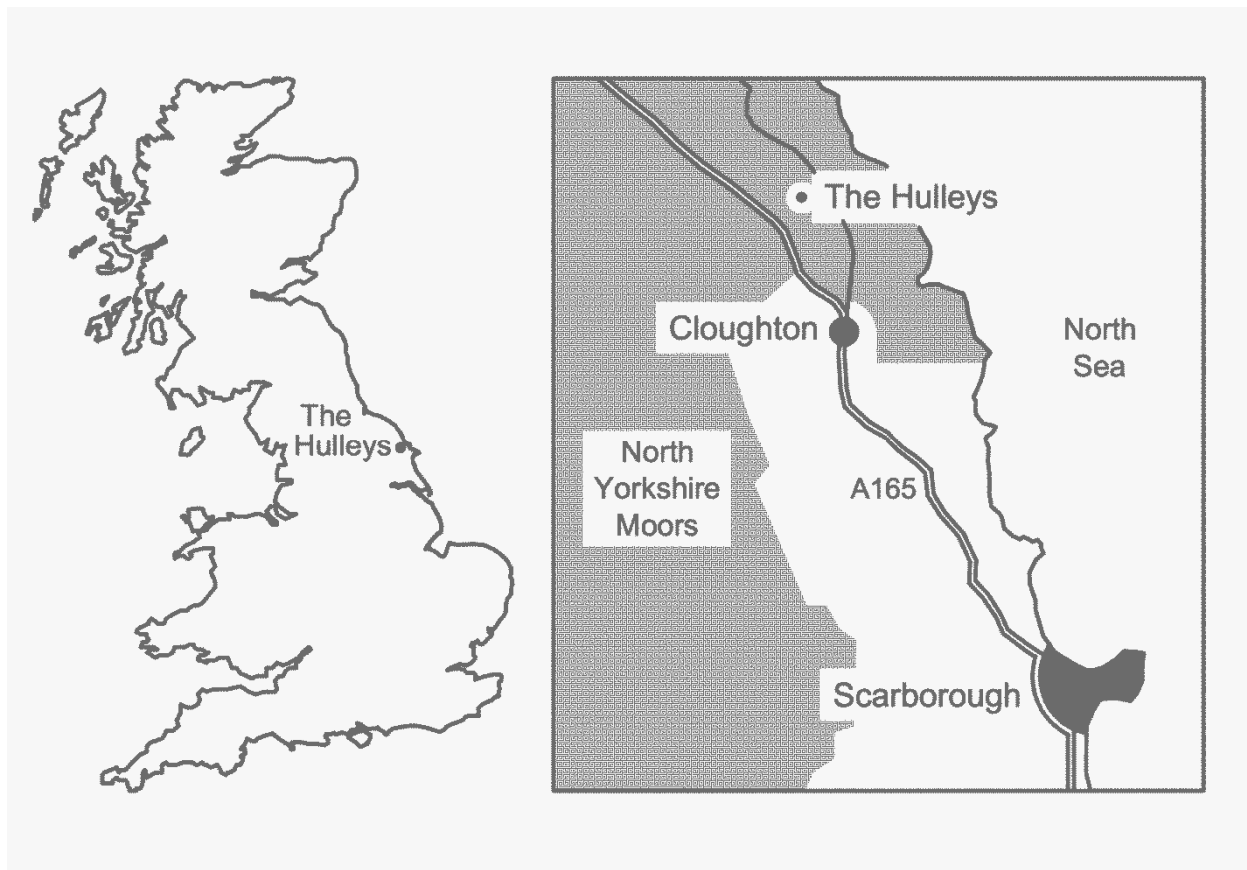 The
Hulleys
The Hulleys
Cloughton
North
Sea
North
Yorkshire
Moors
A165
Scarborough